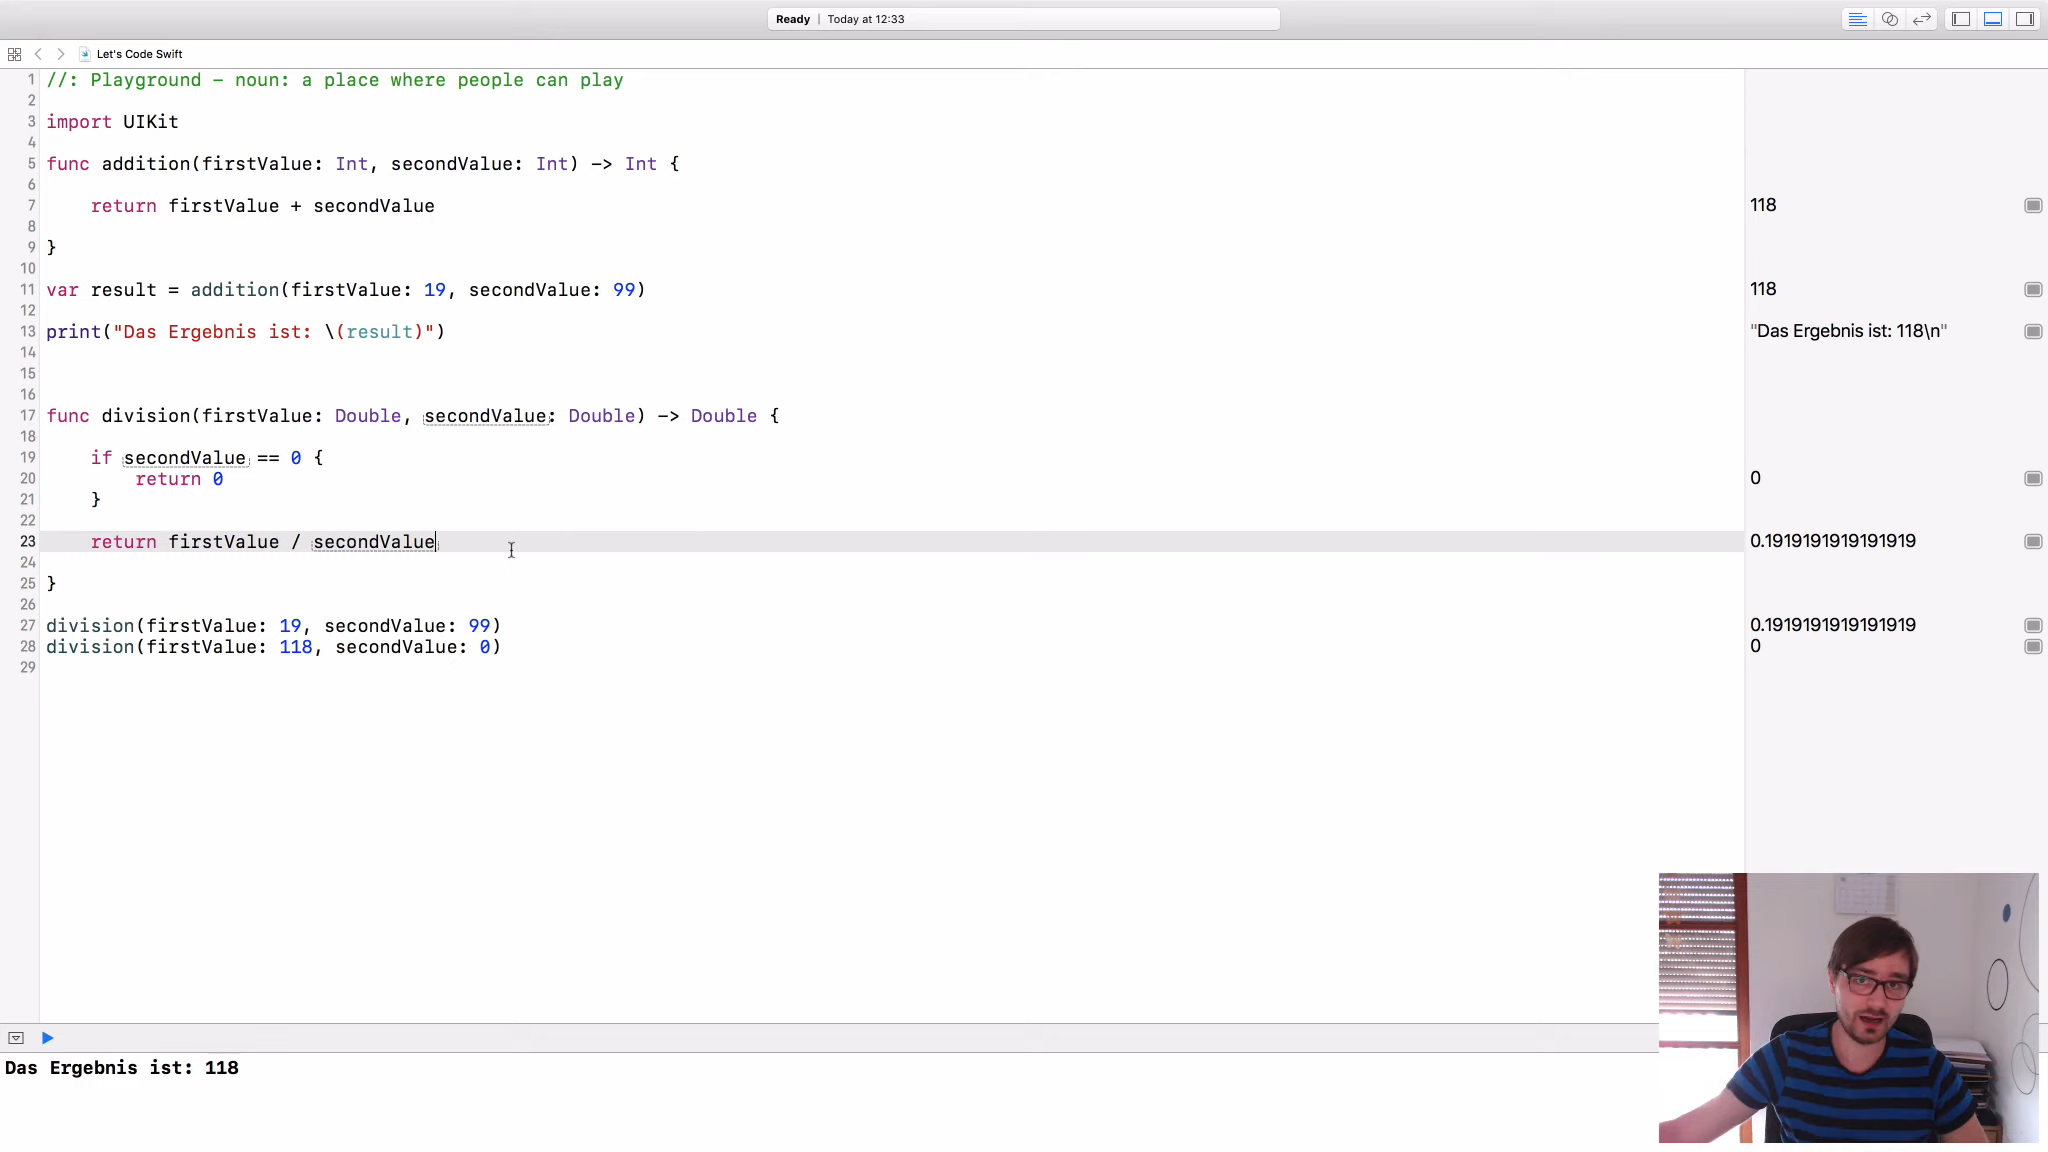 Ready | Today at 12:33
Let's Code Swift
1 //: Playground – noun: a place where people can play
2
3 import UIKit
4
5 func addition(firstValue: Int, secondValue: Int) -> Int {
6
7 return firstValue + secondValue 118
8
9 }
10
11 var result = addition(firstValue: 19, secondValue: 99) 118
12
13 print("Das Ergebnis ist: \(result)") "Das Ergebnis ist: 118\n"
14
15
16
17 func division(firstValue: Double, secondValue: Double) -> Double {
18
19 if secondValue == 0 {
20 return 0 0
21 }
22
23 return firstValue / secondValue 0.1919191919191919
24
25 }
26
27 division(firstValue: 19, secondValue: 99) 0.1919191919191919
28 division(firstValue: 118, secondValue: 0) 0
29
Das Ergebnis ist: 118